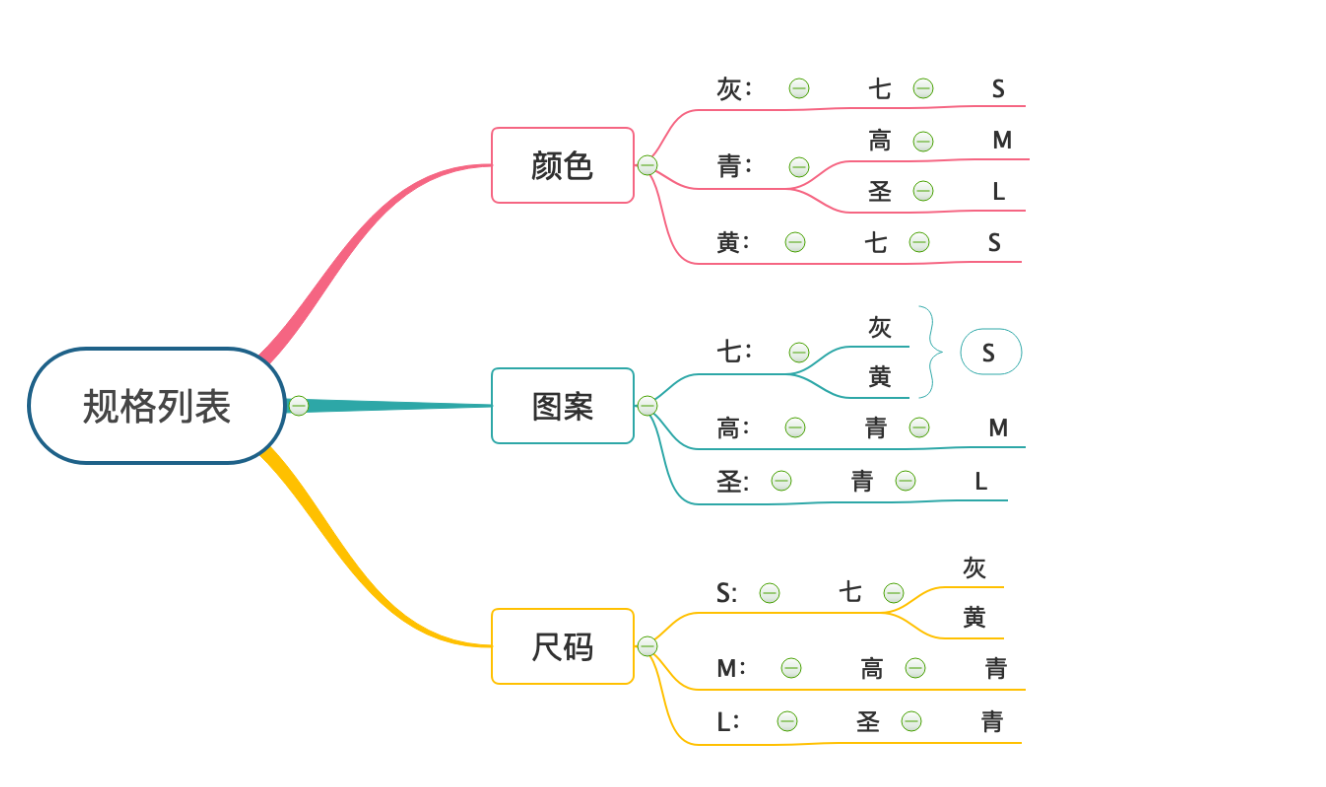 规格列表
颜色
灰： 七 S
青： 高 M
圣 L
黄： 七 S
图案
七： 灰
黄
S
高： 青 M
圣: 青 L
尺码
S: 七 灰
黄
M： 高 青
L： 圣 青